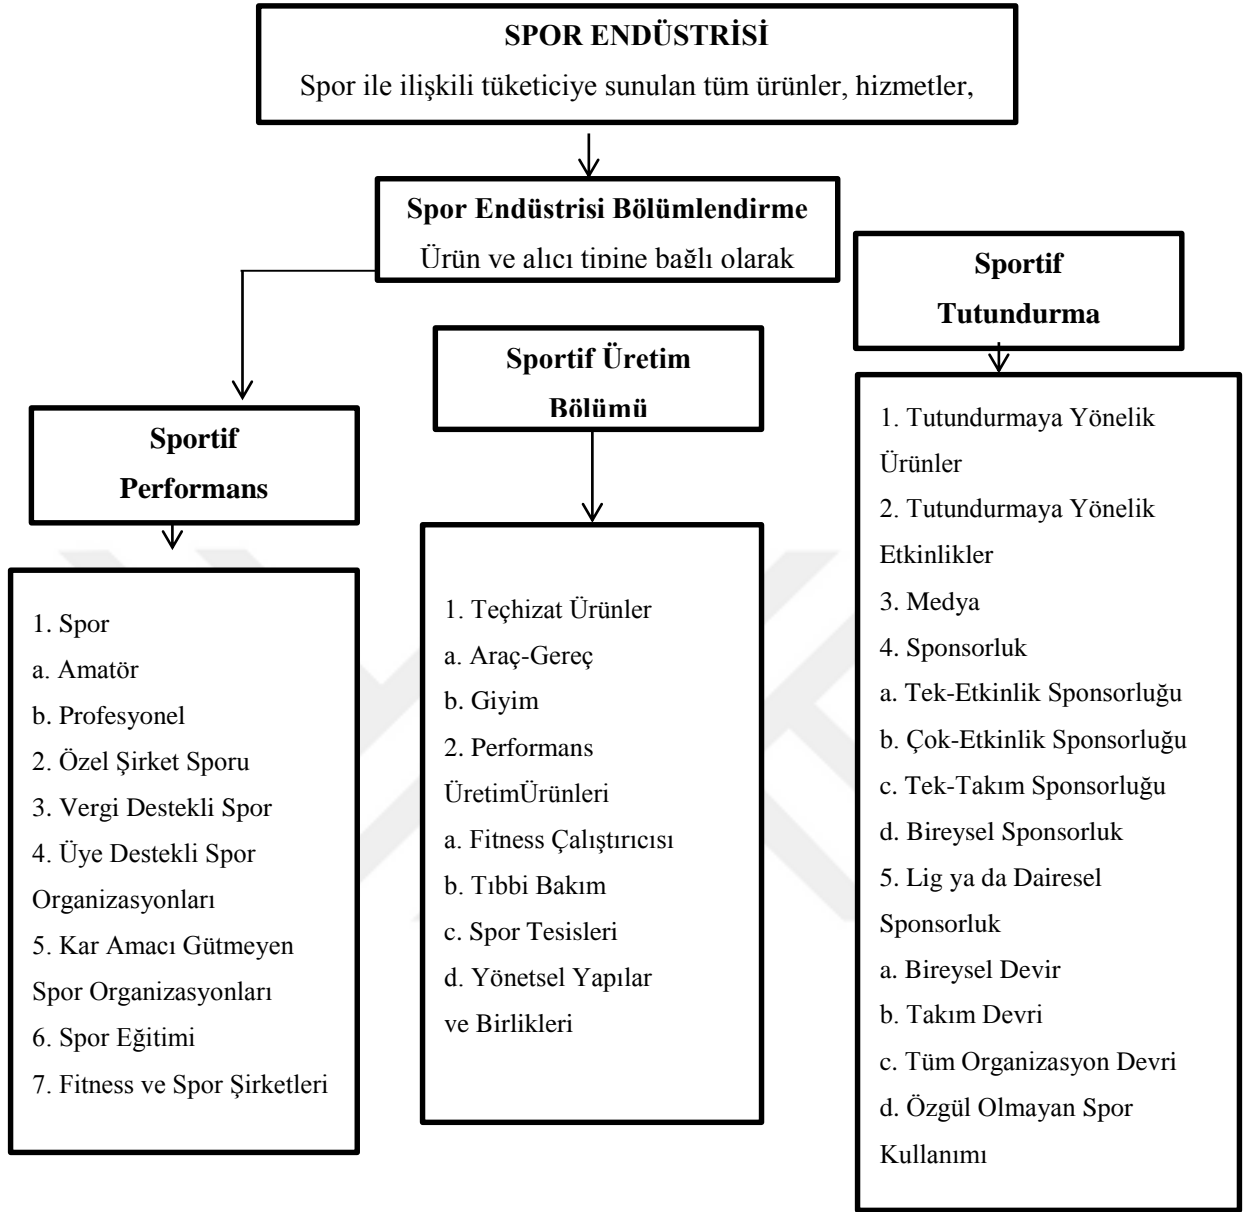 SPOR ENDÜSTRİSİ
Spor ile ilişkili tüketiciye sunulan tüm ürünler, hizmetler,
Spor Endüstrisi Bölümlendirme
Ürün ve alıcı tipine bağlı olarak
Sportif
Performans
1. Spor
a. Amatör
b. Profesyonel
2. Özel Şirket Sporu
3. Vergi Destekli Spor
4. Üye Destekli Spor
Organizasyonları
5. Kar Amacı Gütmeyen
Spor Organizasyonları
6. Spor Eğitimi
7. Fitness ve Spor Şirketleri
Sportif Üretim
Bölümü
1. Teçhizat Ürünler
a. Araç-Gereç
b. Giyim
2. Performans
ÜretimÜrünleri
a. Fitness Çalıştırıcısı
b. Tıbbi Bakım
c. Spor Tesisleri
d. Yönetsel Yapılar
ve Birlikleri
Sportif
Tutundurma
1. Tutundurmaya Yönelik
Ürünler
2. Tutundurmaya Yönelik
Etkinlikler
3. Medya
4. Sponsorluk
a. Tek-Etkinlik Sponsorluğu
b. Çok-Etkinlik Sponsorluğu
c. Tek-Takım Sponsorluğu
d. Bireysel Sponsorluk
5. Lig ya da Dairesel
Sponsorluk
a. Bireysel Devir
b. Takım Devri
c. Tüm Organizasyon Devri
d. Özgül Olmayan Spor
Kullanımı